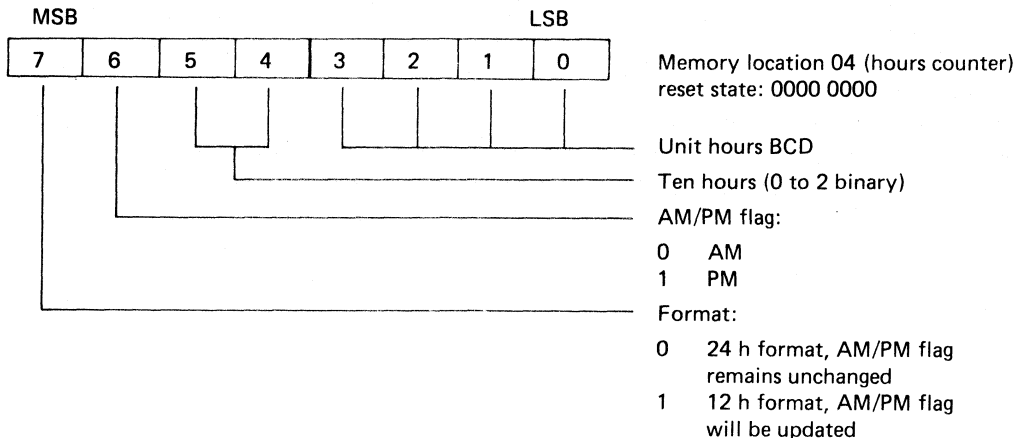 MSB LSB
7 6 5 4 3 2 1 0
Memory location 04 (hours counter)
reset state: 0000 0000
Unit hours BCD
Ten hours (0 to 2 binary)
AM/PM flag:
0 AM
1 PM
Format:
0 24 h format, AM/PM flag
remains unchanged
1 12 h format, AM/PM flag
will be updated